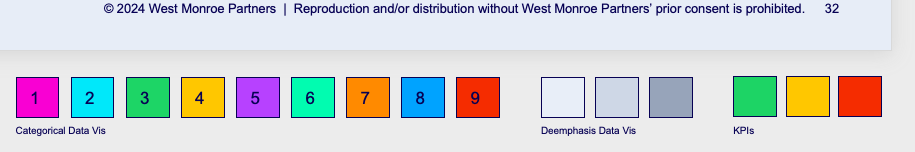 © 2024 West Monroe Partners | Reproduction and/or distribution without West Monroe Partners' prior consent is prohibited. 32
1 2 3 4 5 6 7 8 9
Categorical Data Vis Deemphasis Data Vis KPIs